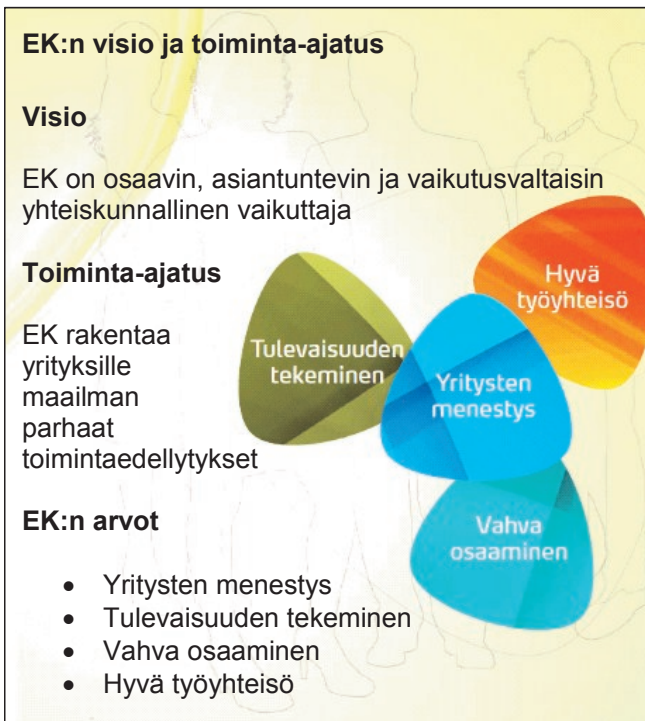 EK:n visio ja toiminta-ajatus
Visio
EK on osaavin, asiantuntevin ja vaikutusvaltaisin
yhteiskunnallinen vaikuttaja
Toiminta-ajatus
EK rakentaa
yrityksille
maailman
parhaat
toimintaedellytykset
Hyvä
työyhteisö
Tulevaisuuden
tekeminen
Yritysten
menestys
Vahva
osaaminen
EK:n arvot
• Yritysten menestys
• Tulevaisuuden tekeminen
• Vahva osaaminen
• Hyvä työyhteisö